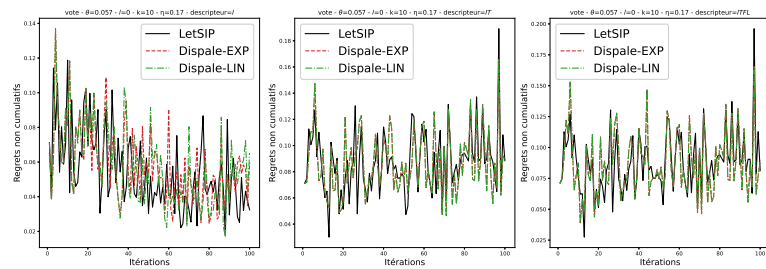 vote - θ=0.057 - l=0 - k=10 - η=0.17 - descripteur=I
LetSIP
Dispale-EXP
Dispale-LIN
Regrets non cumulatifs
0.14
0.12
0.10
0.08
0.06
0.04
0.02
0 20 40 60 80 100
Itérations
vote - θ=0.057 - l=0 - k=10 - η=0.17 - descripteur=IT
LetSIP
Dispale-EXP
Dispale-LIN
Regrets non cumulatifs
0.18
0.16
0.14
0.12
0.10
0.08
0.06
0.04
0 20 40 60 80 100
Itérations
vote - θ=0.057 - l=0 - k=10 - η=0.17 - descripteur=ITFL
LetSIP
Dispale-EXP
Dispale-LIN
Regrets non cumulatifs
0.200
0.175
0.150
0.125
0.100
0.075
0.050
0.025
0 20 40 60 80 100
Itérations